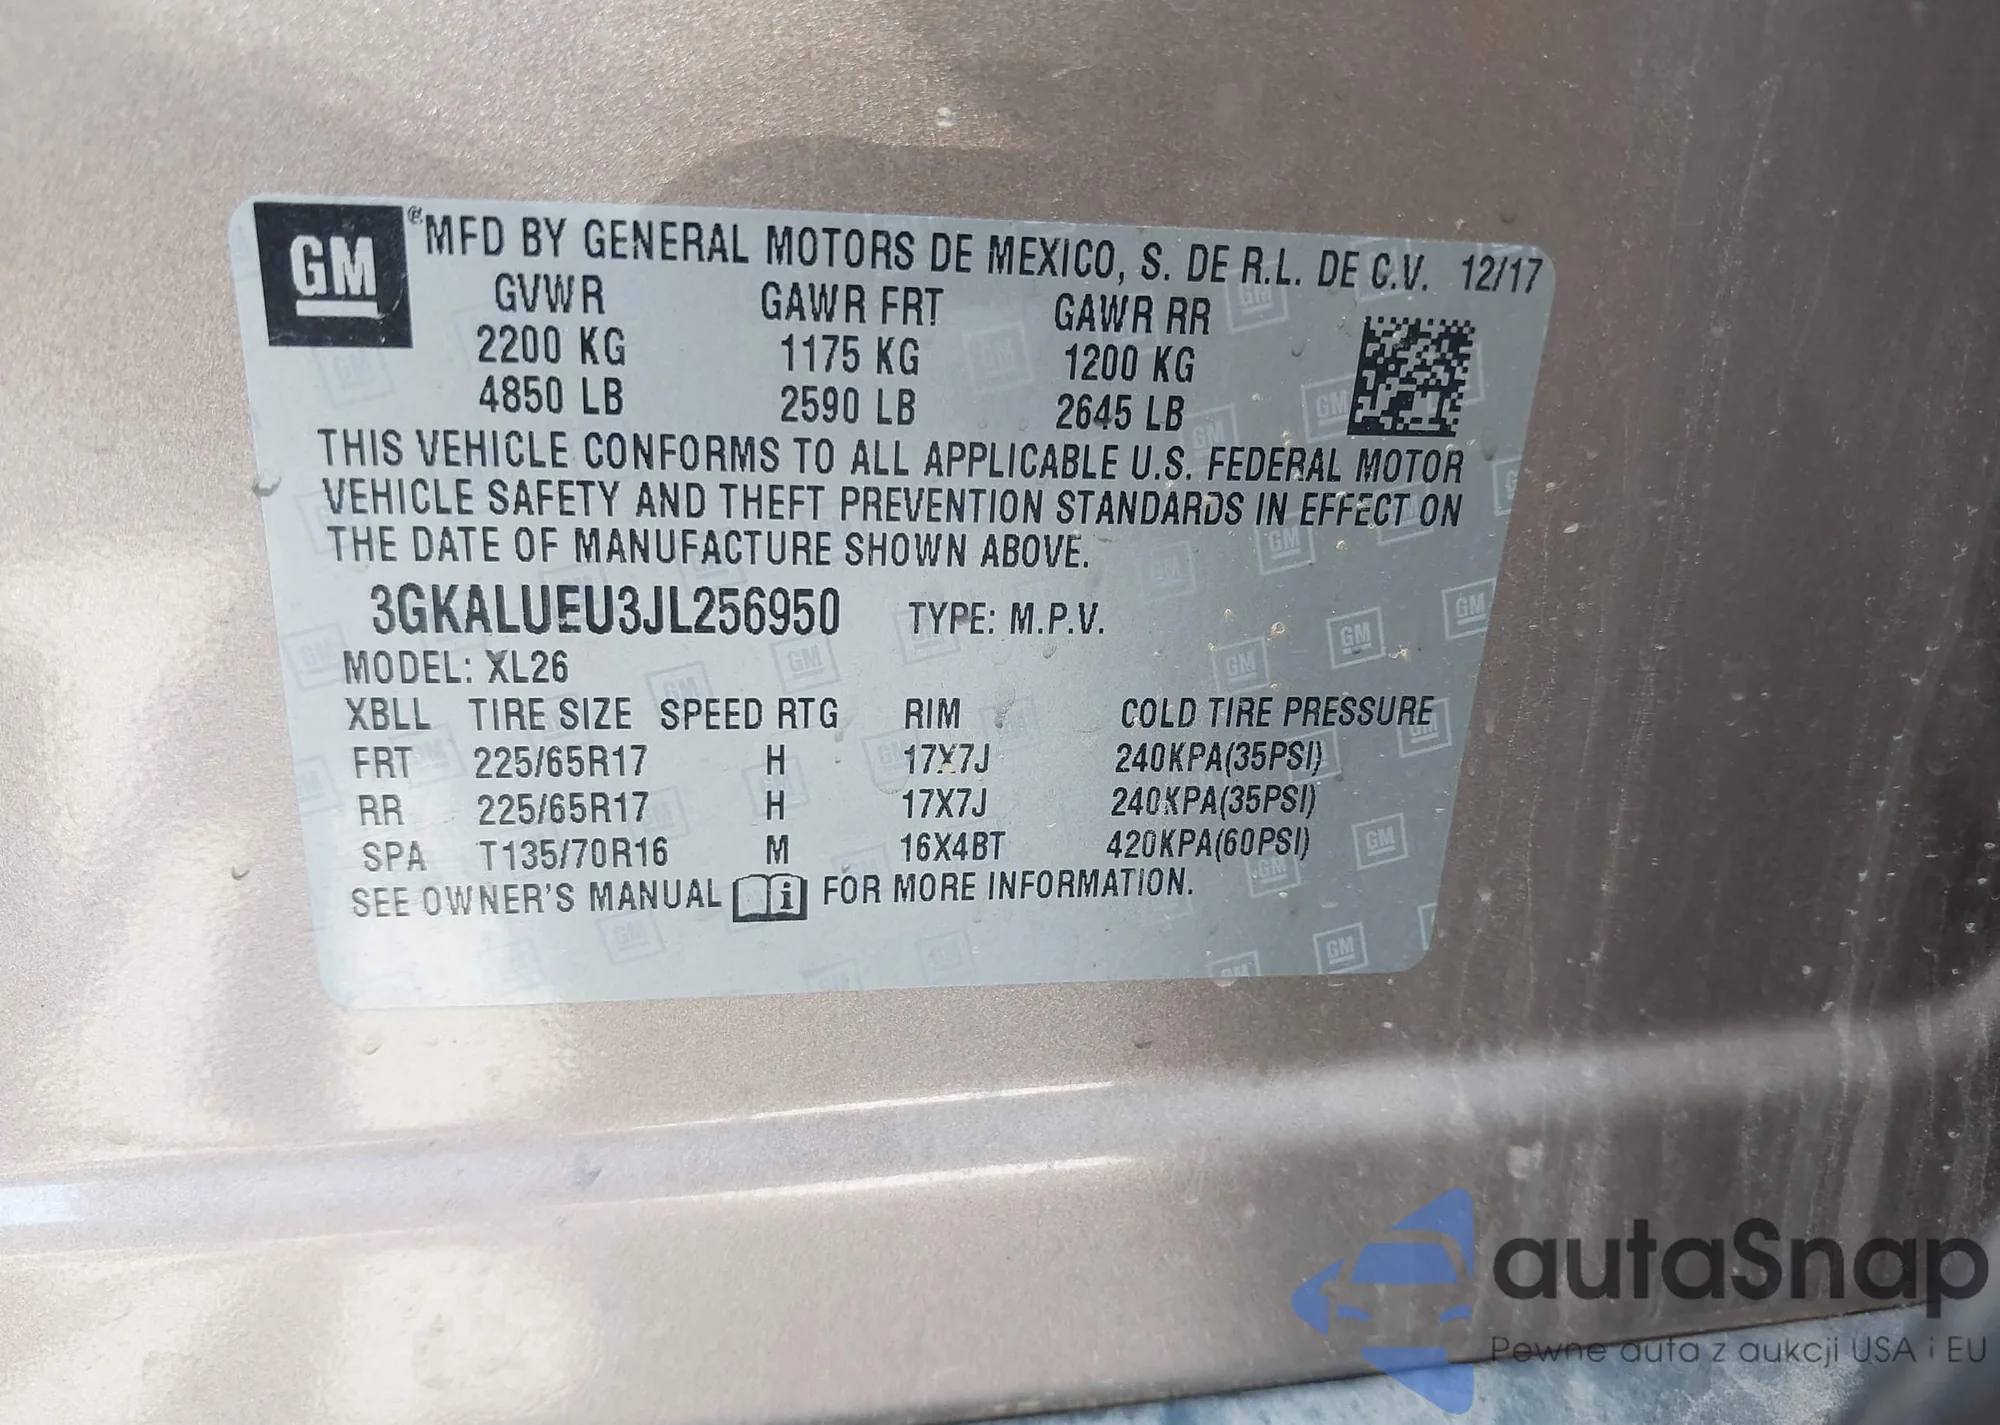 GM
® MFD BY GENERAL MOTORS DE MEXICO, S. DE R.L. DE C.V. 12/17
GVWR GAWR FRT GAWR RR
2200 KG 1175 KG 1200 KG
4850 LB 2590 LB 2645 LB
THIS VEHICLE CONFORMS TO ALL APPLICABLE U.S. FEDERAL MOTOR
VEHICLE SAFETY AND THEFT PREVENTION STANDARDS IN EFFECT ON
THE DATE OF MANUFACTURE SHOWN ABOVE.
3GKALUEU3JL256950 TYPE: M.P.V.
MODEL: XL26
XBLL TIRE SIZE SPEED RTG RIM COLD TIRE PRESSURE
FRT 225/65R17 H 17X7J 240KPA(35PSI)
RR 225/65R17 H 17X7J 240KPA(35PSI)
SPA T135/70R16 M 16X4BT 420KPA(60PSI)
SEE OWNER'S MANUAL i FOR MORE INFORMATION.
autaSnap
Pewne auta z aukcji USA i EU